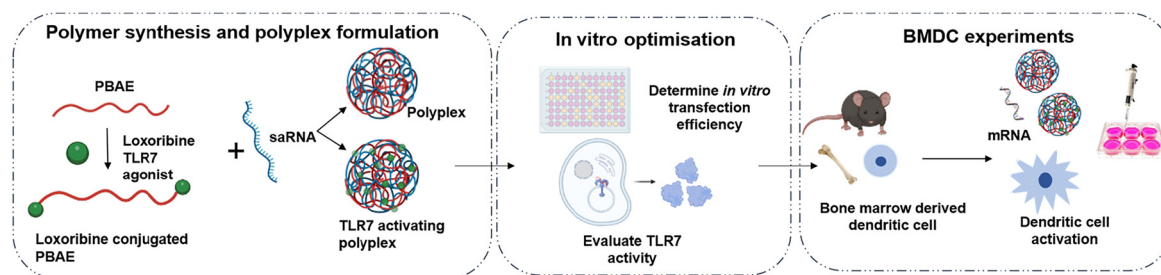 Polymer synthesis and polyplex formulation
PBAE
Loxoribine
TLR7
agonist
Loxoribine conjugated
PBAE
+
saRNA
Polyplex
TLR7 activating
polyplex
In vitro optimisation
Determine in vitro
transfection
efficiency
Evaluate TLR7
activity
BMDC experiments
mRNA
Bone marrow derived
dendritic cell
Dendritic cell
activation